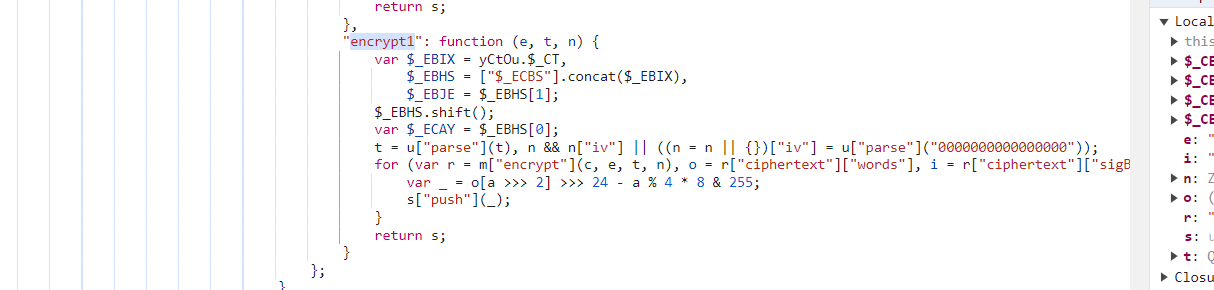 return s;
},
"encrypt1": function (e, t, n) {
var $_EBIX = yCtOu.$_CT,
$_EBHS = ["$_ECBS"].concat($_EBIX),
$_EBJE = $_EBHS[1];
$_EBHS.shift();
var $_ECAY = $_EBHS[0];
t = u["parse"](t), n && n["iv"] || ((n = n || {})["iv"] = u["parse"]("0000000000000000"));
for (var r = m["encrypt"](c, e, t, n), o = r["ciphertext"]["words"], i = r["ciphertext"]["sigB
var _ = o[a >>> 2] >>> 24 - a % 4 * 8 & 255;
s["push"](_);
}
return s;
}
};
}
▼ Local
▶ this
▶ $_CE
▶ $_CE
▶ $_CE
▶ $_CE
e: "
i: "
▶ n: Z
▶ o: (
r: "
s: u
▶ t: Q
▶ Closu